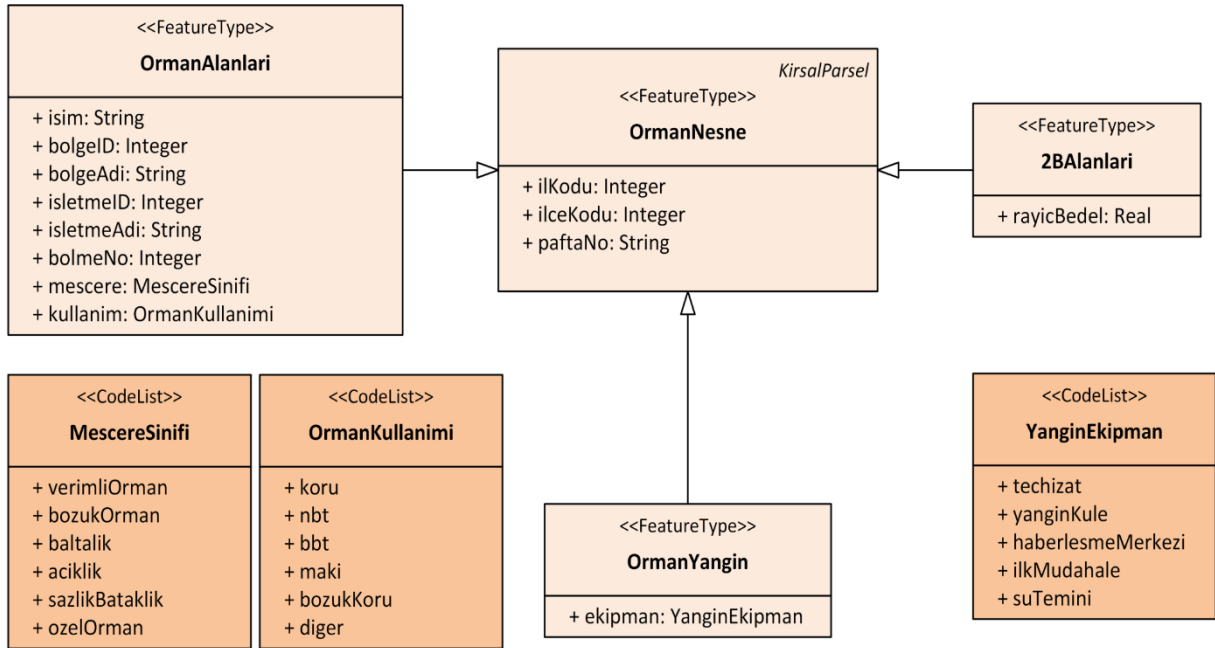 <<FeatureType>>
OrmanAlanlari
+ isim: String
+ bolgeID: Integer
+ bolgeAdi: String
+ isletmeID: Integer
+ isletmeAdi: String
+ bolmeNo: Integer
+ mescere: MescereSinifi
+ kullanim: OrmanKullanimi
KirsalParsel
<<FeatureType>>
OrmanNesne
+ ilKodu: Integer
+ ilceKodu: Integer
+ paftaNo: String
<<FeatureType>>
2BAlanlari
+ rayicBedel: Real
<<CodeList>>
MescereSinifi
+ verimliOrman
+ bozukOrman
+ baltalik
+ aciklik
+ sazlikBataklik
+ ozelOrman
<<CodeList>>
OrmanKullanimi
+ koru
+ nbt
+ bbt
+ maki
+ bozukKoru
+ diger
<<FeatureType>>
OrmanYangin
+ ekipman: YanginEkipman
<<CodeList>>
YanginEkipman
+ techizat
+ yanginKule
+ haberlesmeMerkezi
+ ilkMudahale
+ suTemini